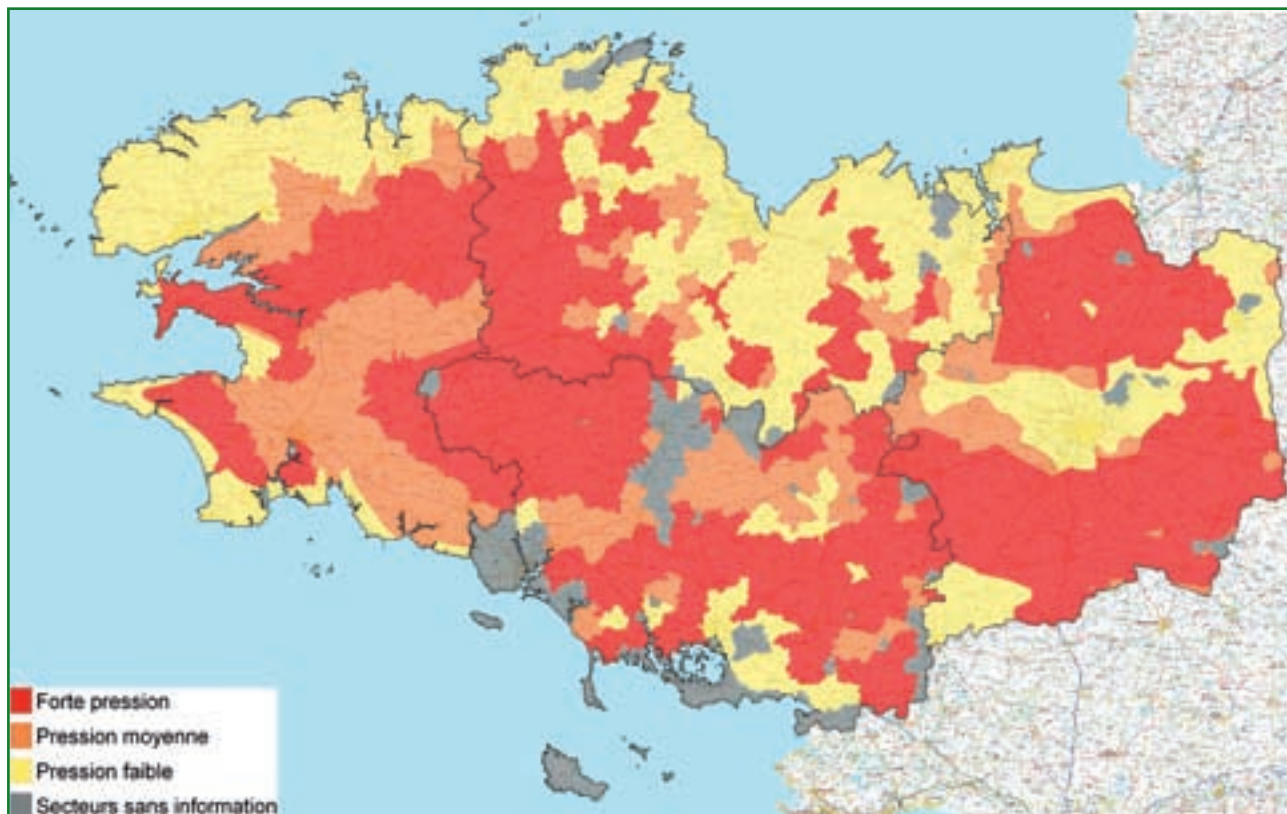 Forte pression
Pression moyenne
Pression faible
Secteurs sans information